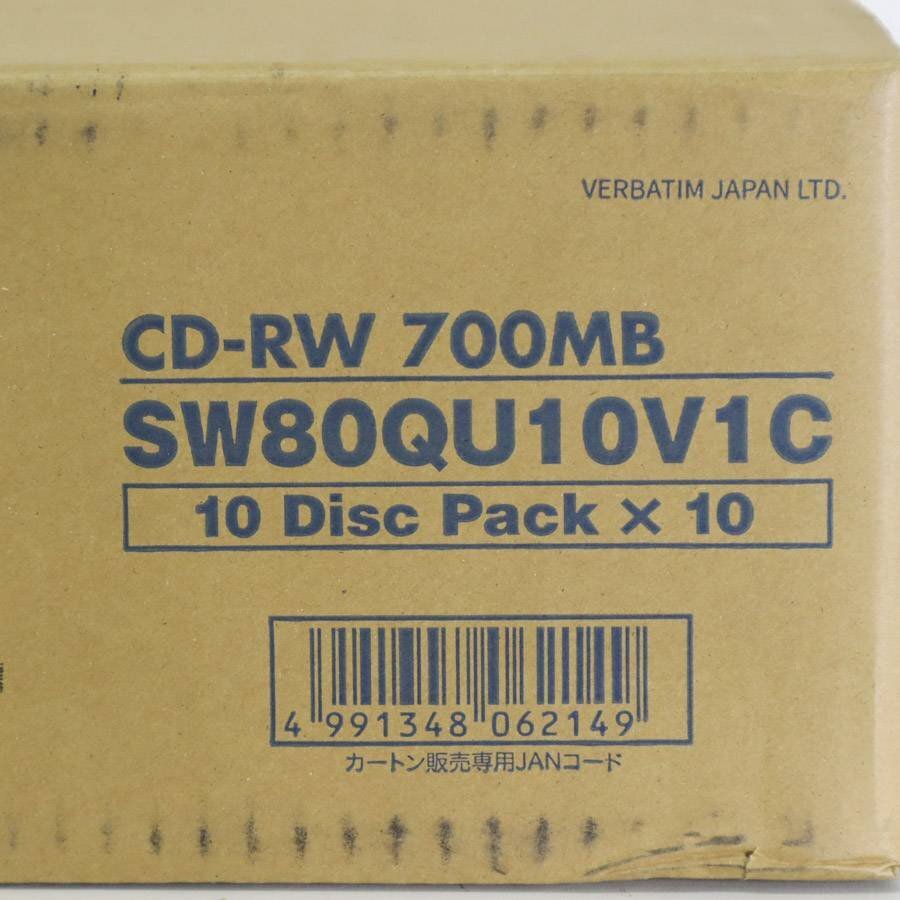 VERBATIM JAPAN LTD.
CD-RW 700MB
SW80QU10V1C
10 Disc Pack × 10
4 991348 062149
カートン販売専用JANコード